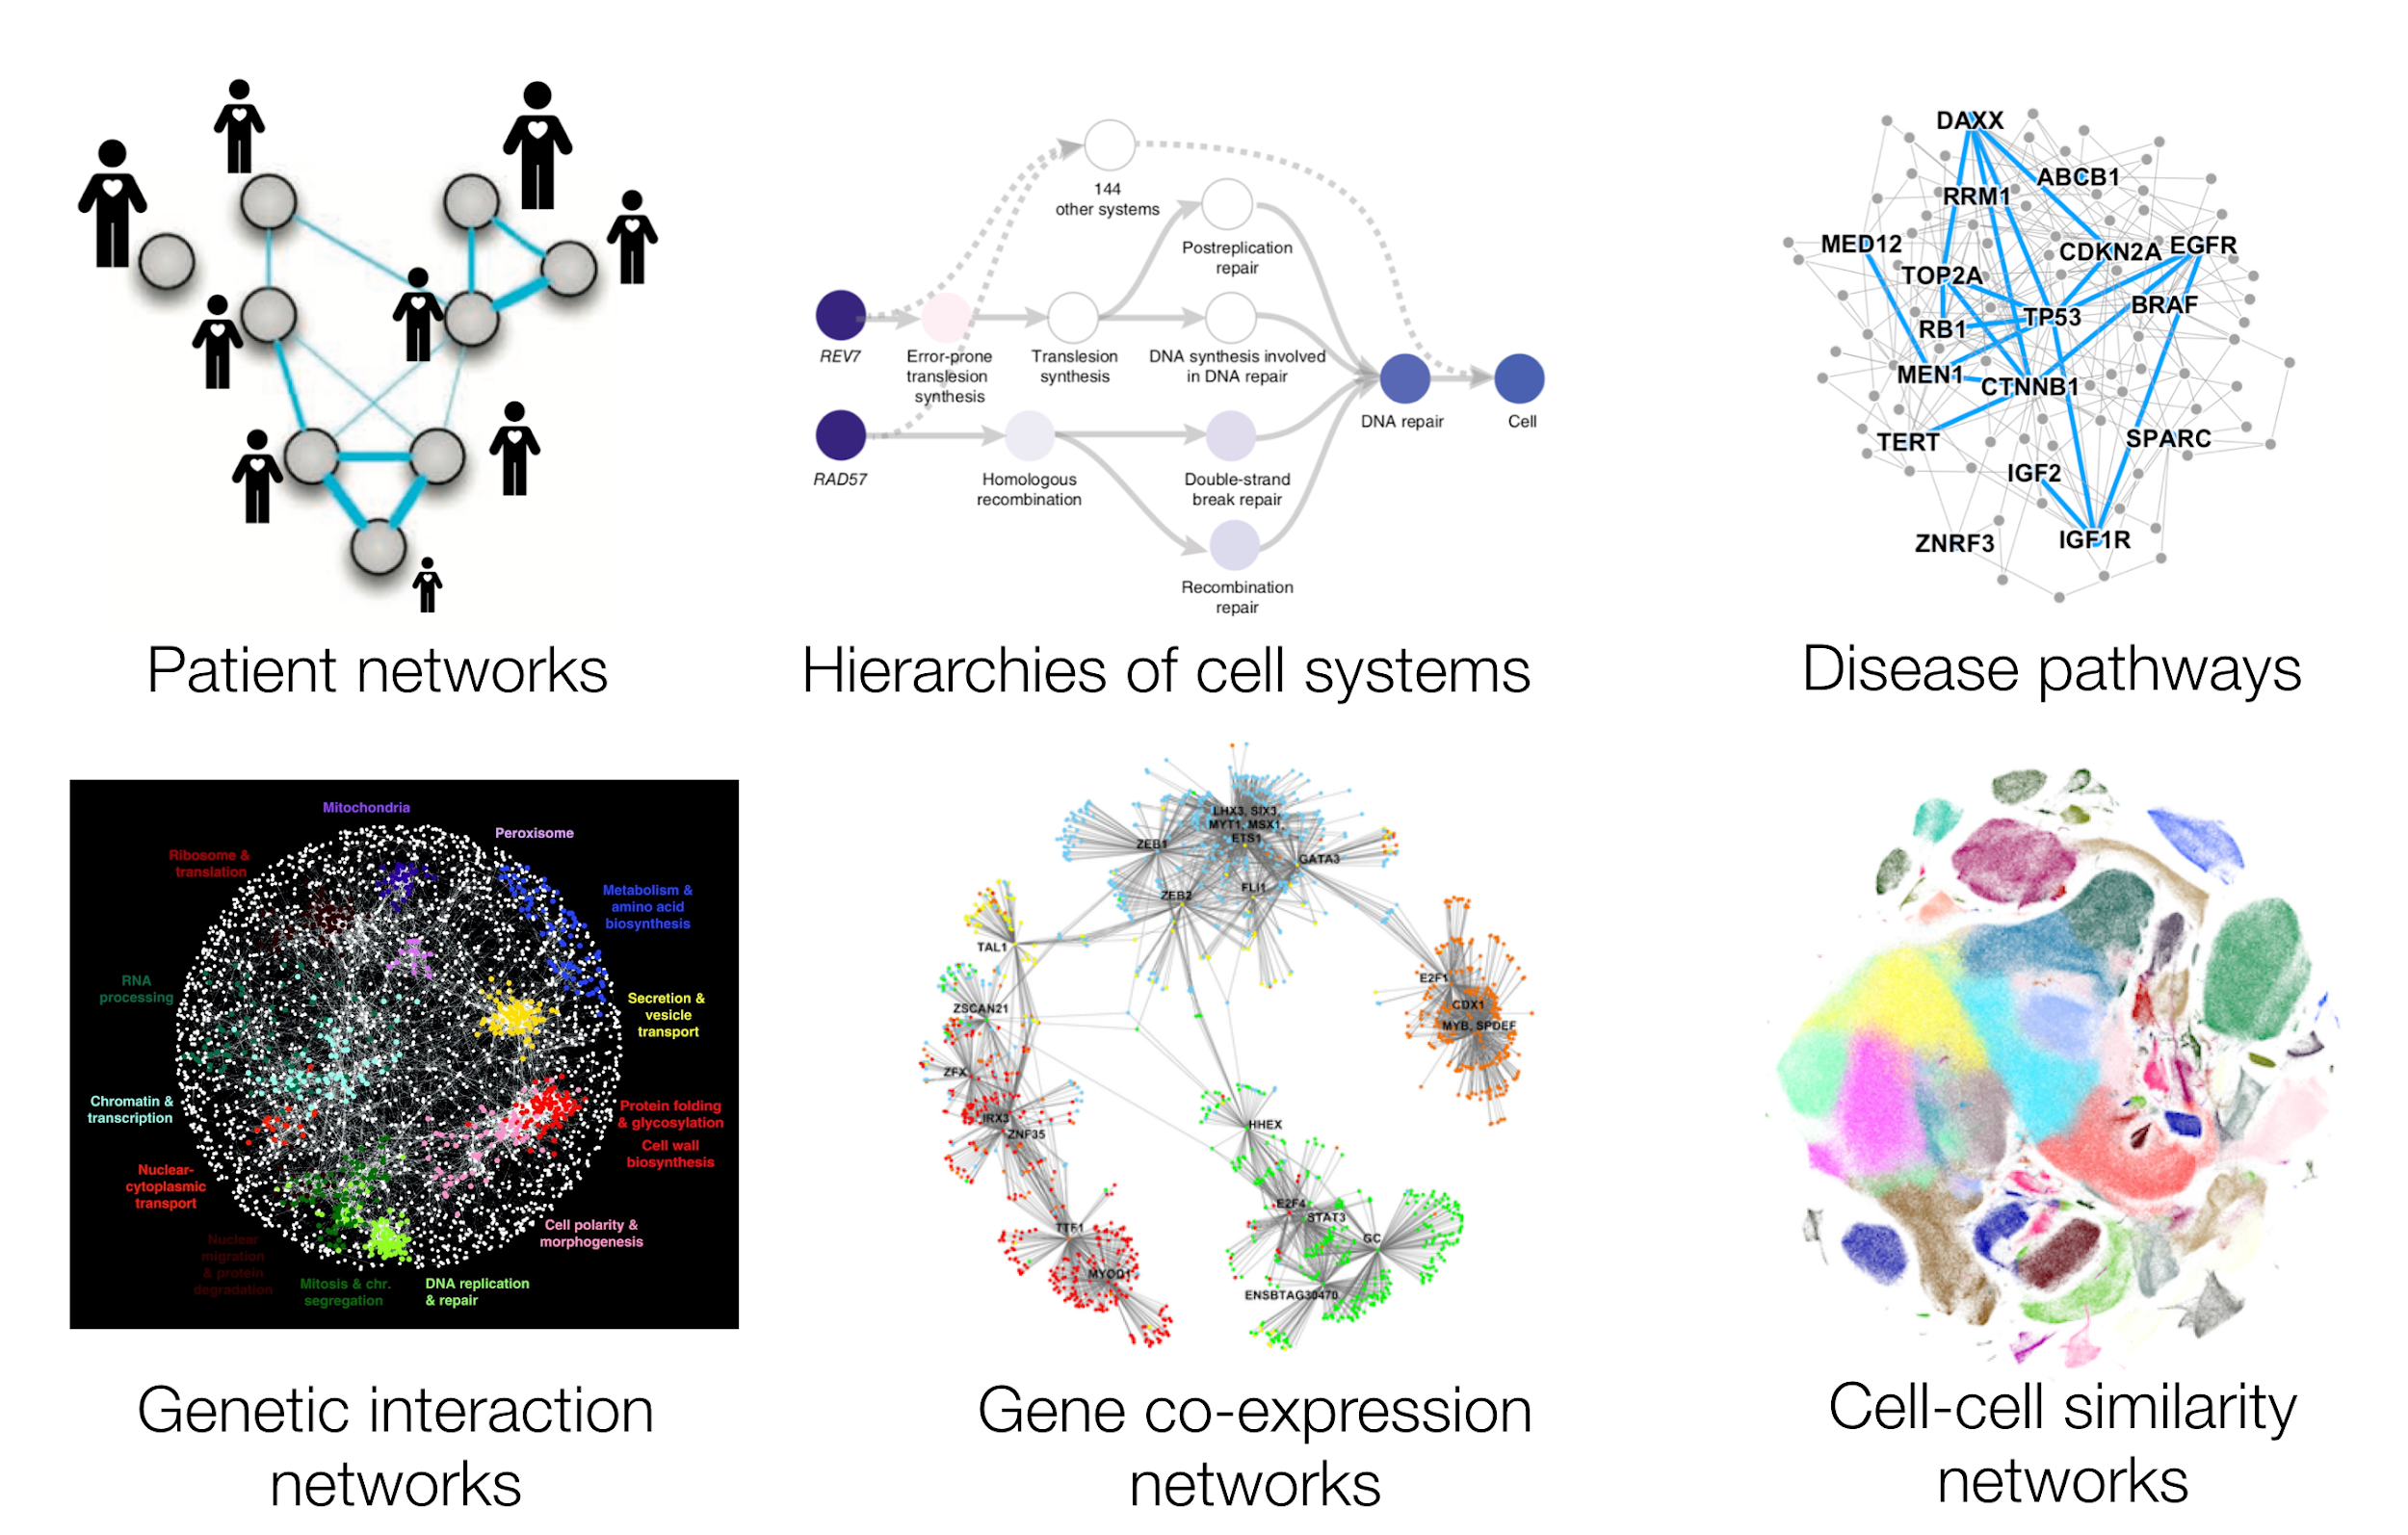 144
other systems
Postreplication
repair
REV7
Error-prone
translesion
synthesis
Translesion
synthesis
DNA synthesis involved
in DNA repair
RAD57
Homologous
recombination
Double-strand
break repair
Recombination
repair
DNA repair
Cell
DAXX
ABCB1
RRM1
MED12
CDKN2A
EGFR
TOP2A
BRAF
TP53
RB1
MEN1
CTNNB1
TERT
SPARC
IGF2
ZNRF3
IGF1R
Patient networks
Hierarchies of cell systems
Disease pathways
Mitochondria
Peroxisome
Ribosome &
translation
Metabolism &
amino acid
biosynthesis
RNA
processing
Secretion &
vesicle
transport
Chromatin &
transcription
Protein folding
& glycosylation
Cell wall
biosynthesis
Nuclear-
cytoplasmic
transport
Cell polarity &
morphogenesis
Nuclear
migration
& protein
degradation
Mitosis & chr.
segregation
DNA replication
& repair
LHX3, SIX3,
MYT1, MSX1,
ETS1
ZEB1
GATA3
ZEB2
FLI1
TAL1
E2F1
ZSCAN21
CDX1
MYB, SPDEF
ZFX
IRX3
ZNF35
HHEX
E2F4
STAT3
TTF1
GC
MYOD1
ENSBTAG30470
Genetic interaction
networks
Gene co-expression
networks
Cell-cell similarity
networks